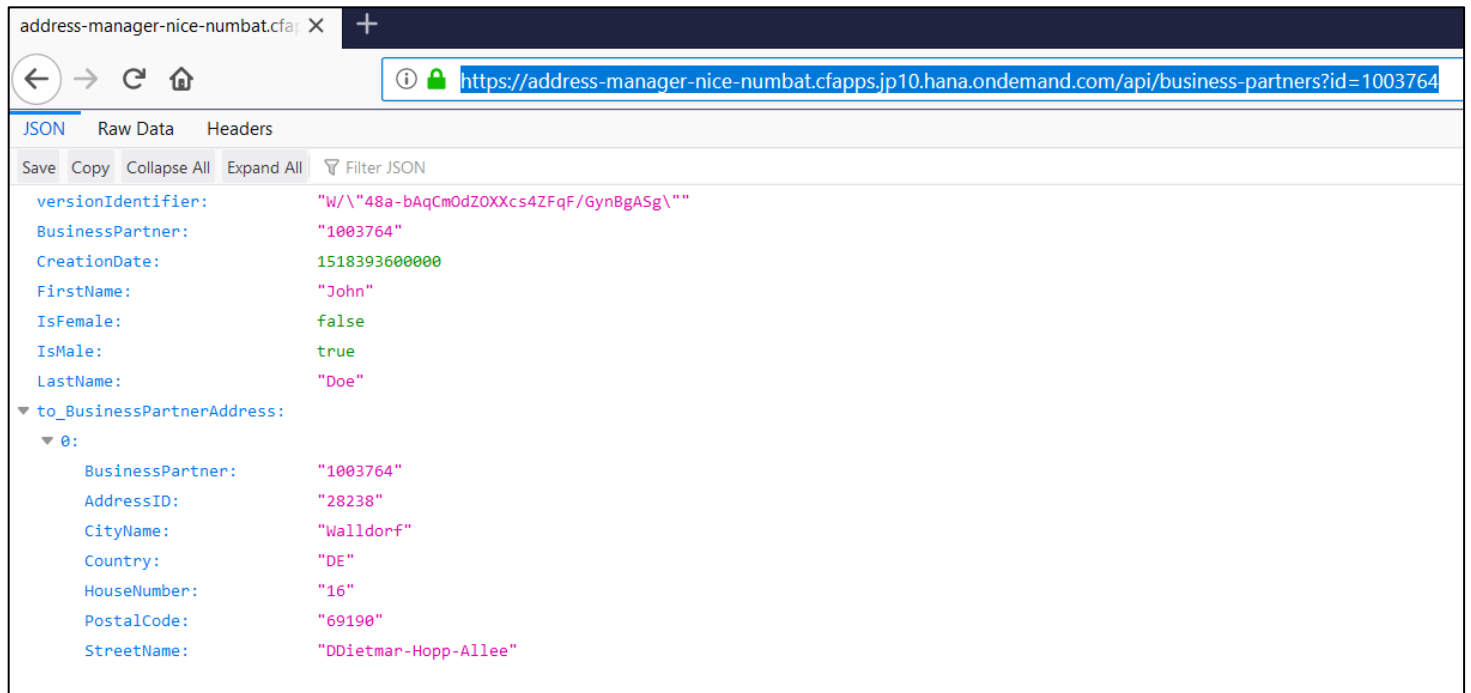 address-manager-nice-numbat.cfap
https://address-manager-nice-numbat.cfapps.jp10.hana.ondemand.com/api/business-partners?id=1003764
JSON Raw Data Headers
Save Copy Collapse All Expand All Filter JSON
versionIdentifier: "W/\"48a-bAqCmOdZOXXcs4ZFqF/GynBgASg\""
BusinessPartner: "1003764"
CreationDate: 1518393600000
FirstName: "John"
IsFemale: false
IsMale: true
LastName: "Doe"
to_BusinessPartnerAddress:
0:
BusinessPartner: "1003764"
AddressID: "28238"
CityName: "Walldorf"
Country: "DE"
HouseNumber: "16"
PostalCode: "69190"
StreetName: "DDietmar-Hopp-Allee"